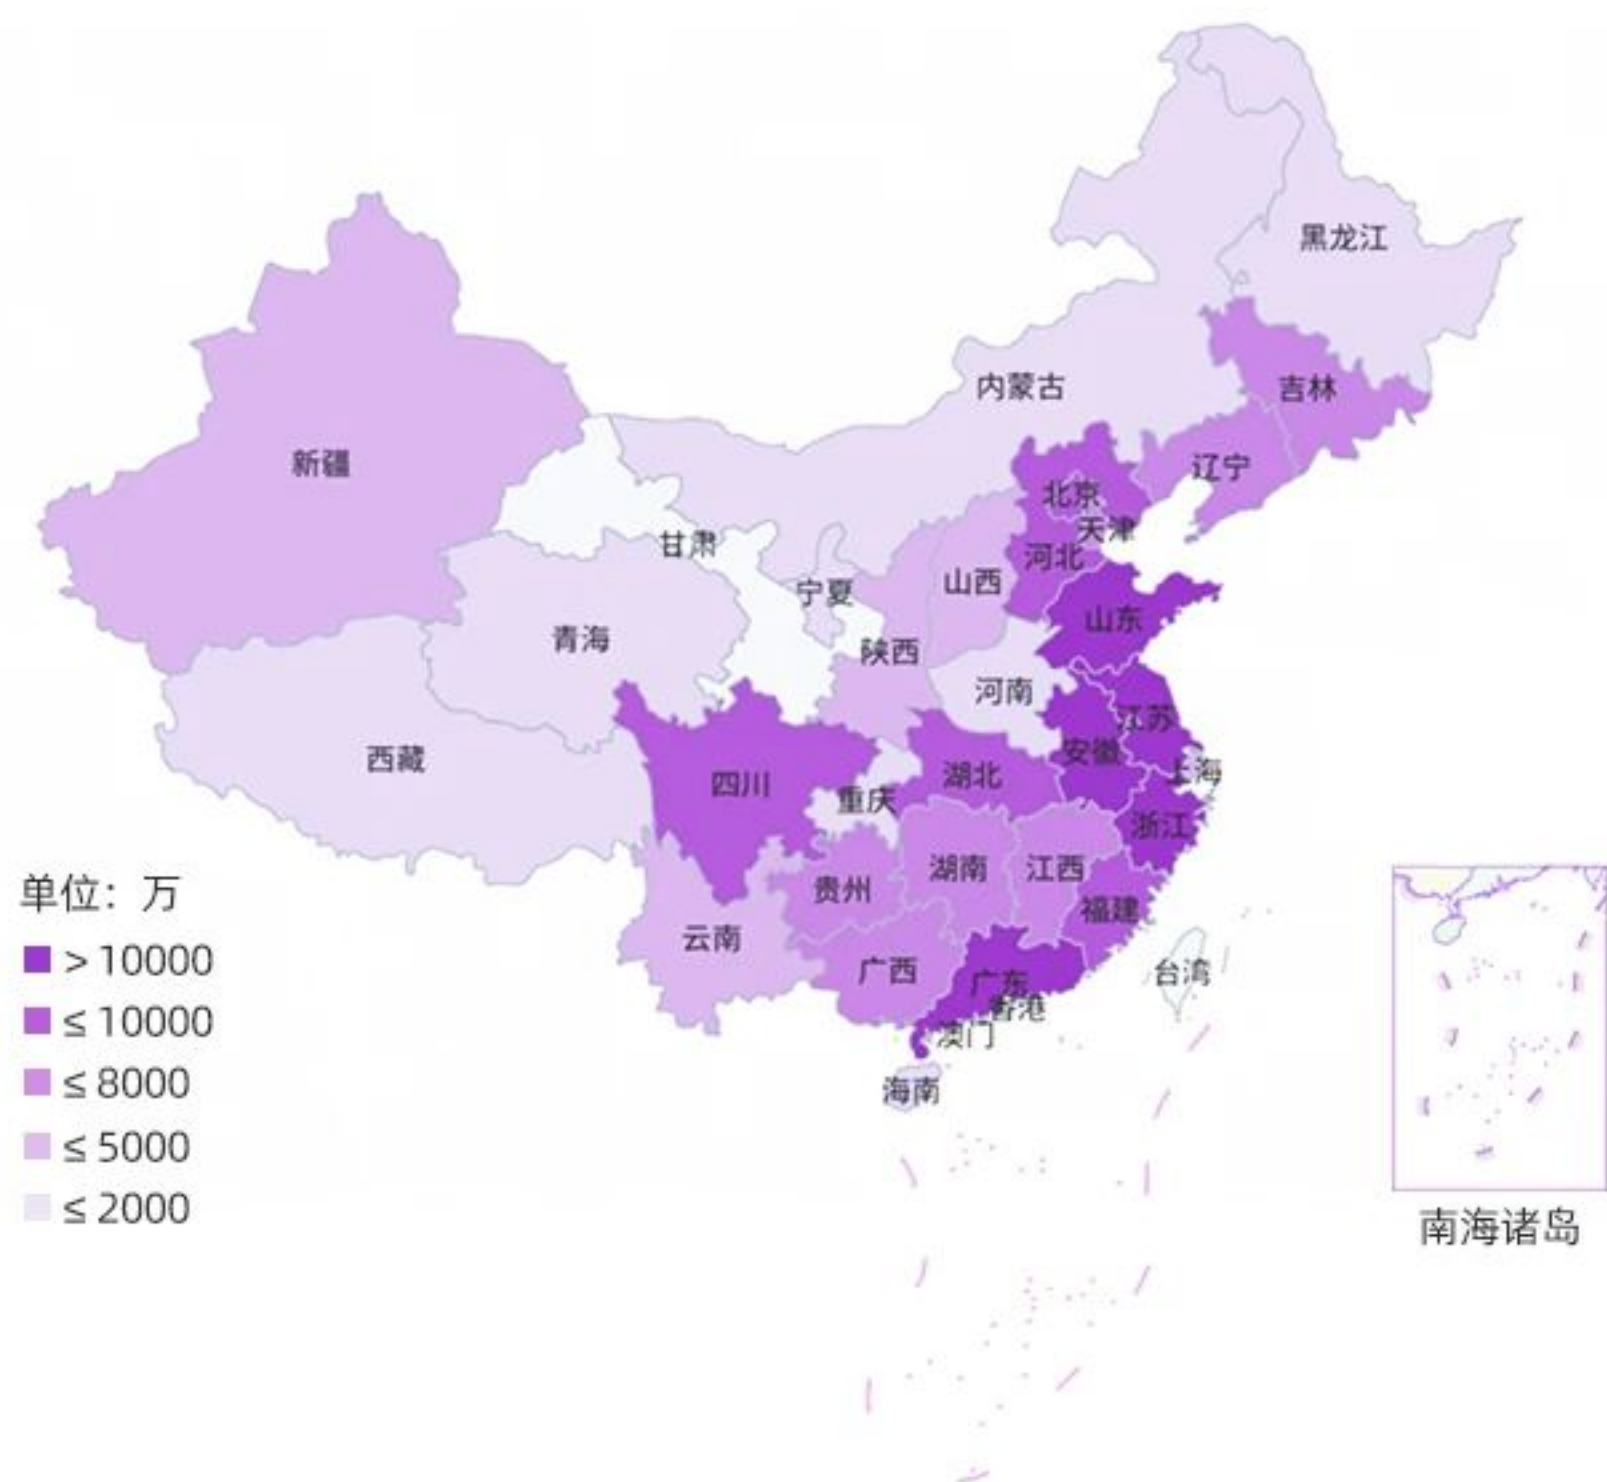 黑龙江
内蒙古
吉林
新疆
辽宁
北京
天津
甘肃
河北
山西
宁夏
山东
青海
陕西
河南
江苏
西藏
安徽
上海
四川
湖北
重庆
浙江
湖南
江西
贵州
福建
云南
广西
台湾
广东
香港
澳门
海南
单位：万
> 10000
≤ 10000
≤ 8000
≤ 5000
≤ 2000
南海诸岛